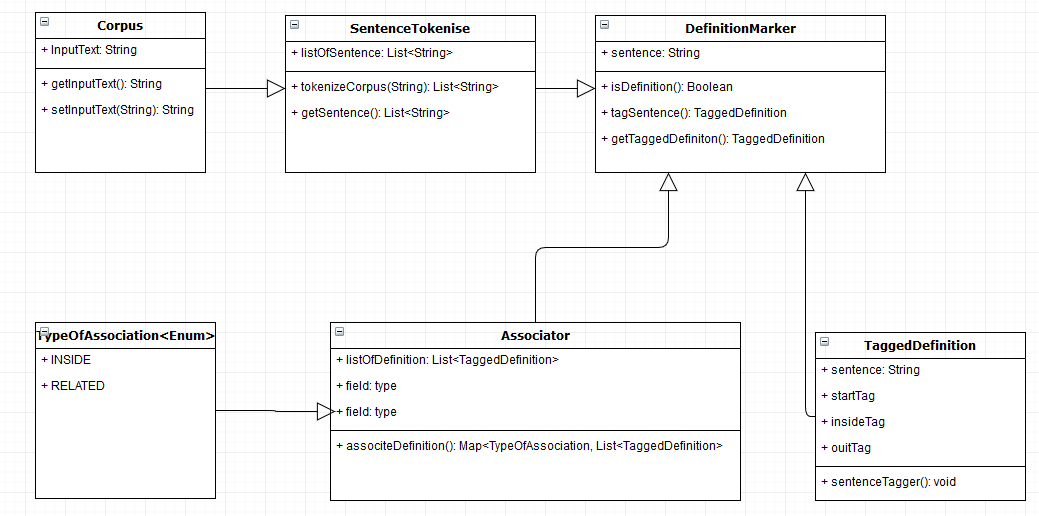 Corpus
+ InputText: String
+ getInputText(): String
+ setInputText(String): String
SentenceTokenise
+ listOfSentence: List<String>
+ tokenizeCorpus(String): List<String>
+ getSentence(): List<String>
DefinitionMarker
+ sentence: String
+ isDefinition(): Boolean
+ tagSentence(): TaggedDefinition
+ getTaggedDefiniton(): TaggedDefinition
TypeOfAssociation<Enum>
+ INSIDE
+ RELATED
Associator
+ listOfDefinition: List<TaggedDefinition>
+ field: type
+ field: type
+ associteDefinition(): Map<TypeOfAssociation, List<TaggedDefinition>
TaggedDefinition
+ sentence: String
+ startTag
+ insideTag
+ ouitTag
+ sentenceTagger(): void